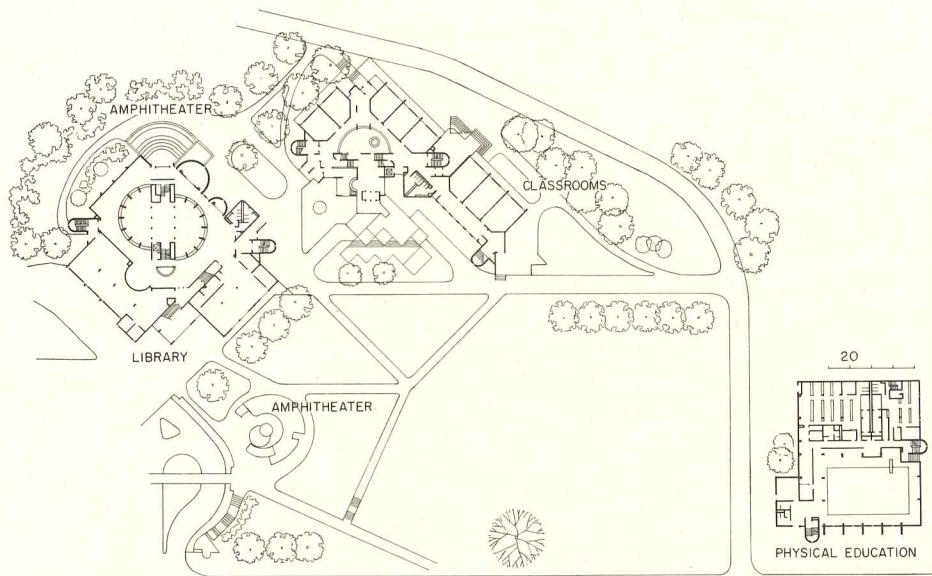 AMPHITHEATER
CLASSROOMS
LIBRARY
20
AMPHITHEATER
PHYSICAL EDUCATION